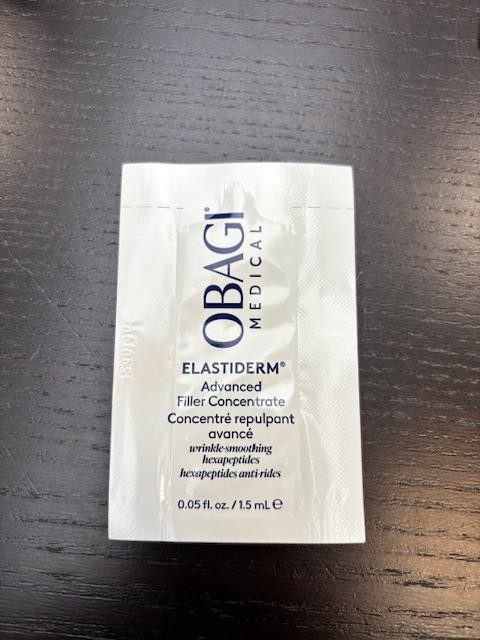 OBAGI®
MEDICAL
ELASTIDERM®
Advanced
Filler Concentrate
Concentré repulpant
avancé
wrinkle-smoothing
hexapeptides
hexapeptides anti-rides
0.05 fl. oz. / 1.5 mL ℮